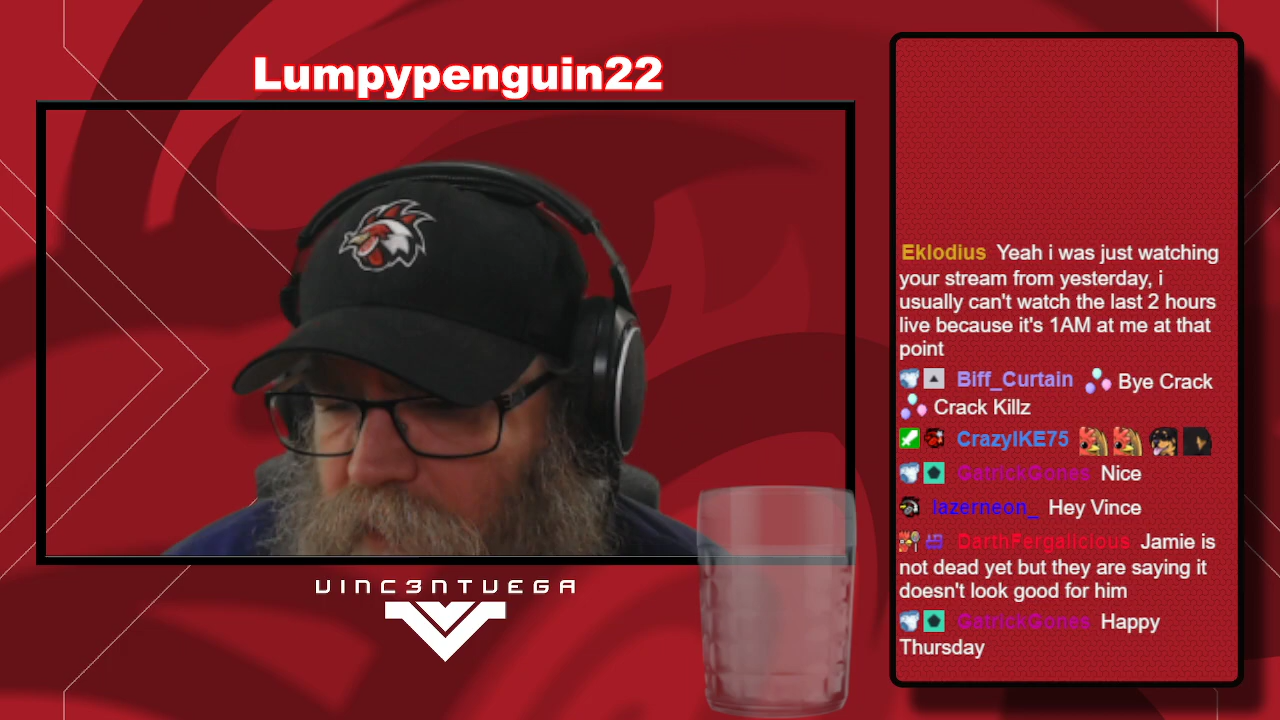 Lumpypenguin22
VINC3NTVEGA
Eklodius Yeah i was just watching
your stream from yesterday, i
usually can't watch the last 2 hours
live because it's 1AM at me at that
point
Biff_Curtain Bye Crack
Crack Killz
CrazyIKE75
GatrickGones Nice
lazerneon_ Hey Vince
DarthFergalicious Jamie is
not dead yet but they are saying it
doesn't look good for him
GatrickGones Happy
Thursday